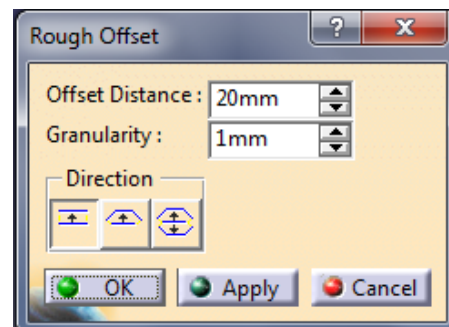 Rough Offset ? X
Offset Distance : 20mm
Granularity : 1mm
Direction
OK Apply Cancel